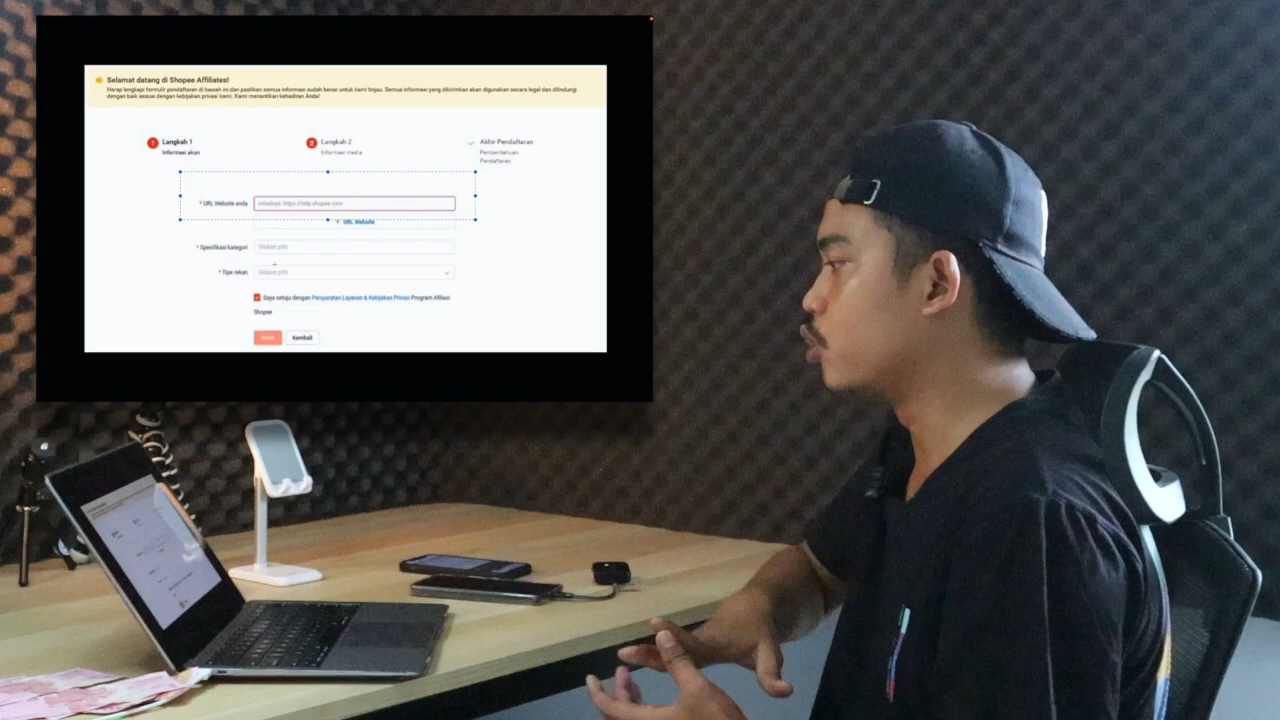 Selamat datang di Shopee Affiliates!
Harap lengkapi formulir pendaftaran di bawah ini dan pastikan semua informasi sudah benar untuk kami tinjau. Semua informasi yang dikirimkan akan digunakan secara legal dan dilindungi
dengan baik sesuai dengan kebijakan privasi kami. Kami menantikan kehadiran Anda!
1 Langkah 1
Informasi akun
2 Langkah 2
Informasi media
Akhir Pendaftaran
Pemberitahuan
Pendaftaran
* URL Website anda
misalnya: https://help.shopee.com
+ URL Website
* Spesifikasi kategori
Silakan pilih
* Tipe rekan
Silakan pilih
Saya setuju dengan Persyaratan Layanan & Kebijakan Privasi Program Afiliasi
Shopee
Kembali